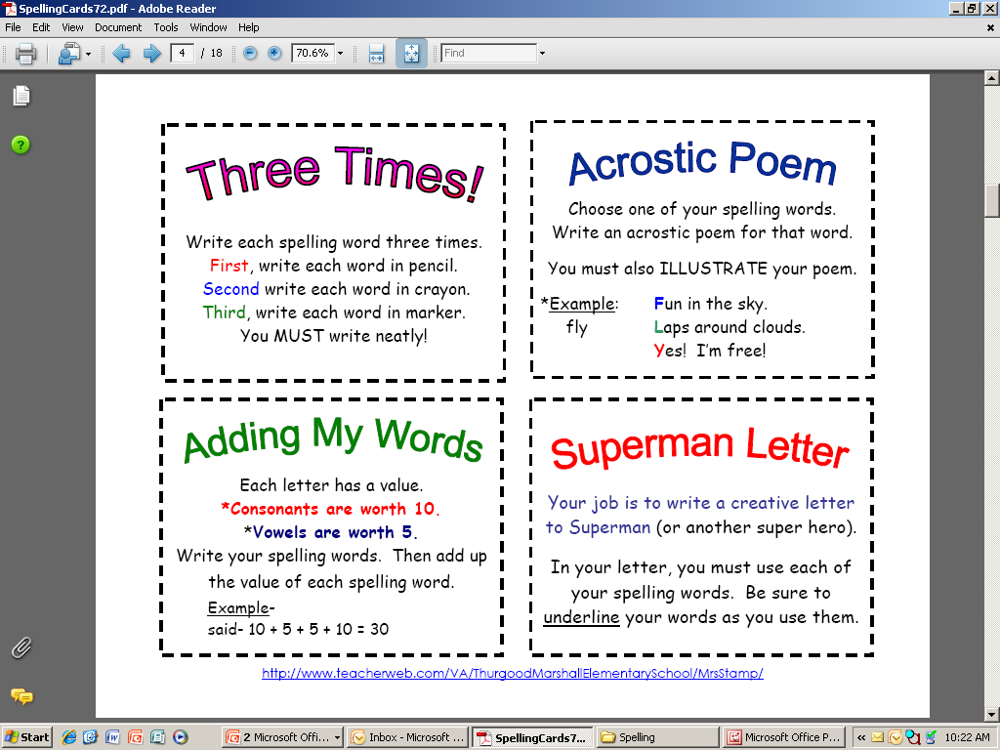 SpellingCards72.pdf - Adobe Reader
File Edit View Document Tools Window Help
4 / 18 70.6% Find
Three Times!
Write each spelling word three times.
First, write each word in pencil.
Second write each word in crayon.
Third, write each word in marker.
You MUST write neatly!
Acrostic Poem
Choose one of your spelling words.
Write an acrostic poem for that word.
You must also ILLUSTRATE your poem.
*Example: Fun in the sky.
fly Laps around clouds.
Yes! I'm free!
Adding My Words
Each letter has a value.
*Consonants are worth 10.
*Vowels are worth 5.
Write your spelling words. Then add up
the value of each spelling word.
Example-
said- 10 + 5 + 5 + 10 = 30
Superman Letter
Your job is to write a creative letter
to Superman (or another super hero).
In your letter, you must use each of
your spelling words. Be sure to
underline your words as you use them.
http://www.teacherweb.com/VA/ThurgoodMarshallElementarySchool/MrsStamp/
Start 2 Microsoft Offi... Inbox - Microsoft ... SpellingCards7... Spelling Microsoft Office P... « 10:22 AM